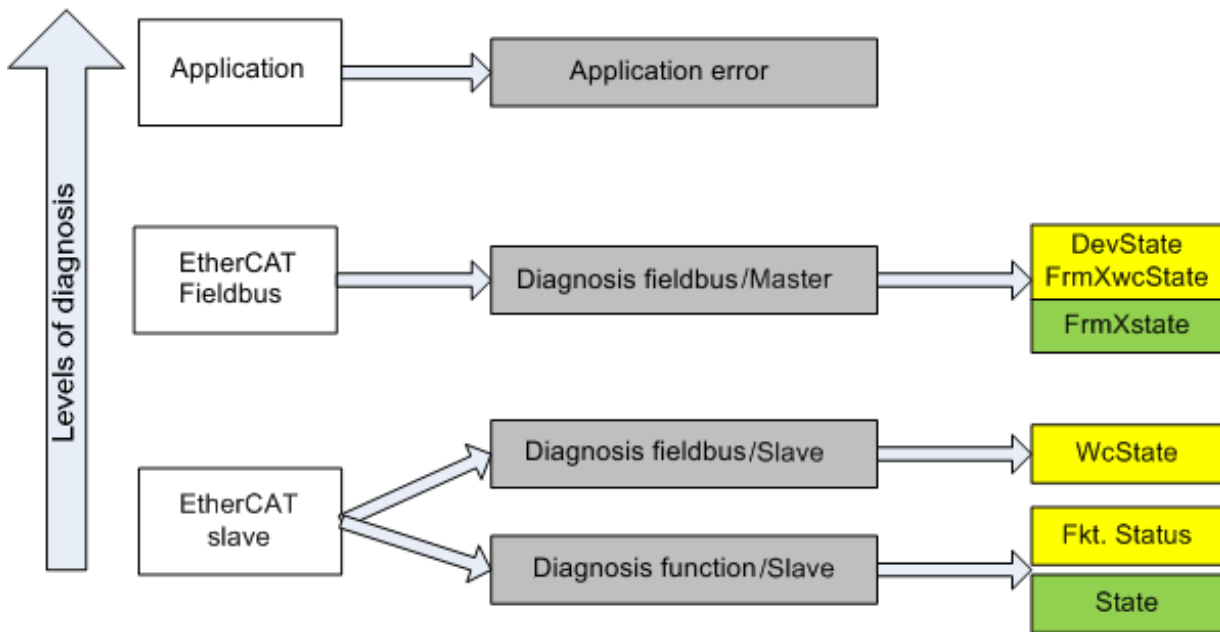 Levels of diagnosis
Application
Application error
EtherCAT
Fieldbus
Diagnosis fieldbus/Master
DevState
FrmXwcState
FrmXstate
EtherCAT
slave
Diagnosis fieldbus/Slave
WcState
Diagnosis function/Slave
Fkt. Status
State